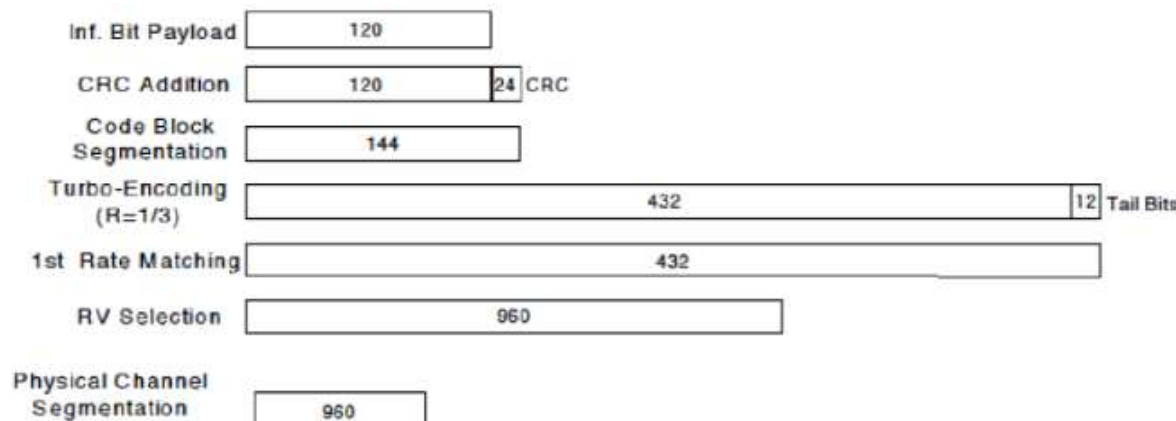 Inf. Bit Payload 120
CRC Addition 120 24 CRC
Code Block
Segmentation 144
Turbo-Encoding
(R=1/3) 432 12 Tail Bits
1st Rate Matching 432
RV Selection 960
Physical Channel
Segmentation 960